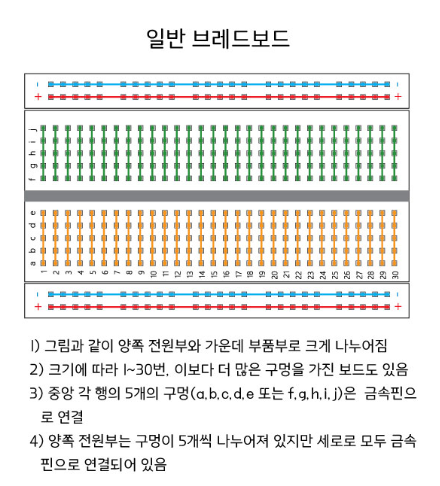 일반 브레드보드
- -
+ +
j
i
h
g
f
e
d
c
b
a
1 2 3 4 5 6 7 8 9 10 11 12 13 14 15 16 17 18 19 20 21 22 23 24 25 26 27 28 29 30
- -
+ +
1) 그림과 같이 양쪽 전원부와 가운데 부품부로 크게 나누어짐
2) 크기에 따라 1~30번, 이보다 더 많은 구멍을 가진 보드도 있음
3) 중앙 각 행의 5개의 구멍(a,b,c,d,e 또는 f,g,h,i,j)은 금속핀으
로 연결
4) 양쪽 전원부는 구멍이 5개씩 나누어져 있지만 세로로 모두 금속
핀으로 연결되어 있음